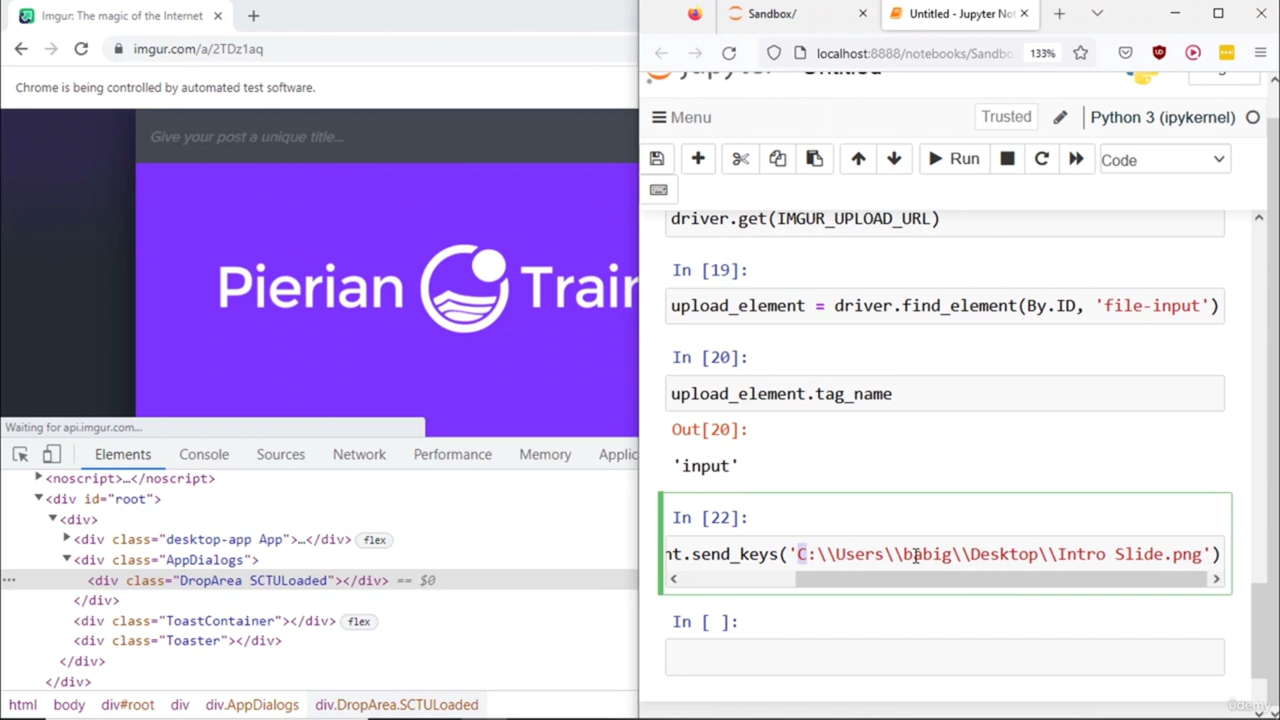 Imgur: The magic of the Internet
imgur.com/a/2TDz1aq
Chrome is being controlled by automated test software.
Give your post a unique title...
Pierian Train
Waiting for api.imgur.com...
Elements Console Sources Network Performance Memory Applic
<noscript>…</noscript>
<div id="root">
<div>
<div class="desktop-app App">…</div> flex
<div class="AppDialogs">
<div class="DropArea SCTULoaded"></div> == $0
</div>
<div class="ToastContainer"></div> flex
<div class="Toaster"></div>
</div>
</div>
html body div#root div div.AppDialogs div.DropArea.SCTULoaded
Sandbox/
Untitled - Jupyter Not
localhost:8888/notebooks/Sandbo 133%
Menu
Trusted
Python 3 (ipykernel)
Run
Code
driver.get(IMGUR_UPLOAD_URL)
In [19]:
upload_element = driver.find_element(By.ID, 'file-input')
In [20]:
upload_element.tag_name
Out[20]:
'input'
In [22]:
nt.send_keys('C:\\Users\\babig\\Desktop\\Intro Slide.png')
In [ ]:
ûdemy